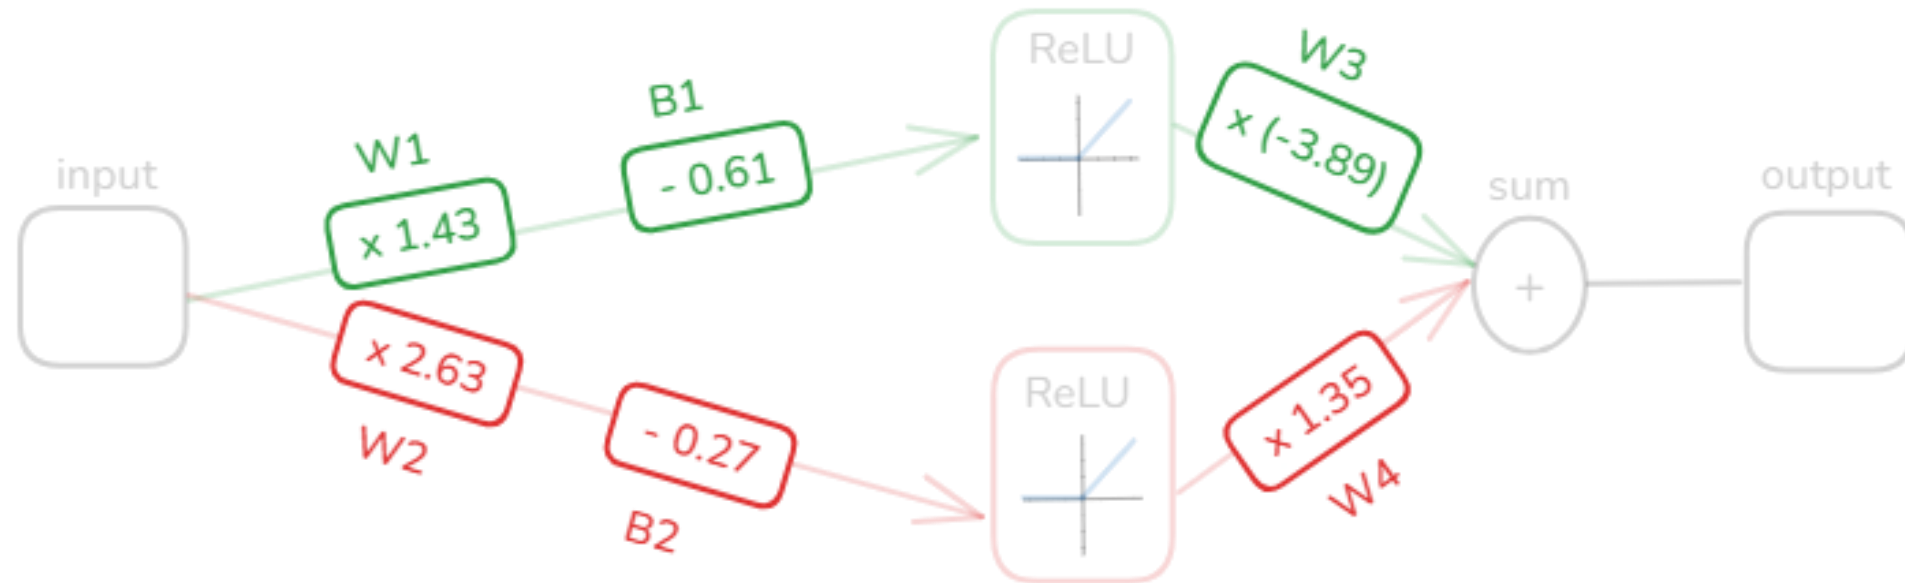 input
W1
x 1.43
B1
- 0.61
ReLU
W3
x (-3.89)
x 2.63
W2
- 0.27
B2
ReLU
x 1.35
W4
sum
+
output